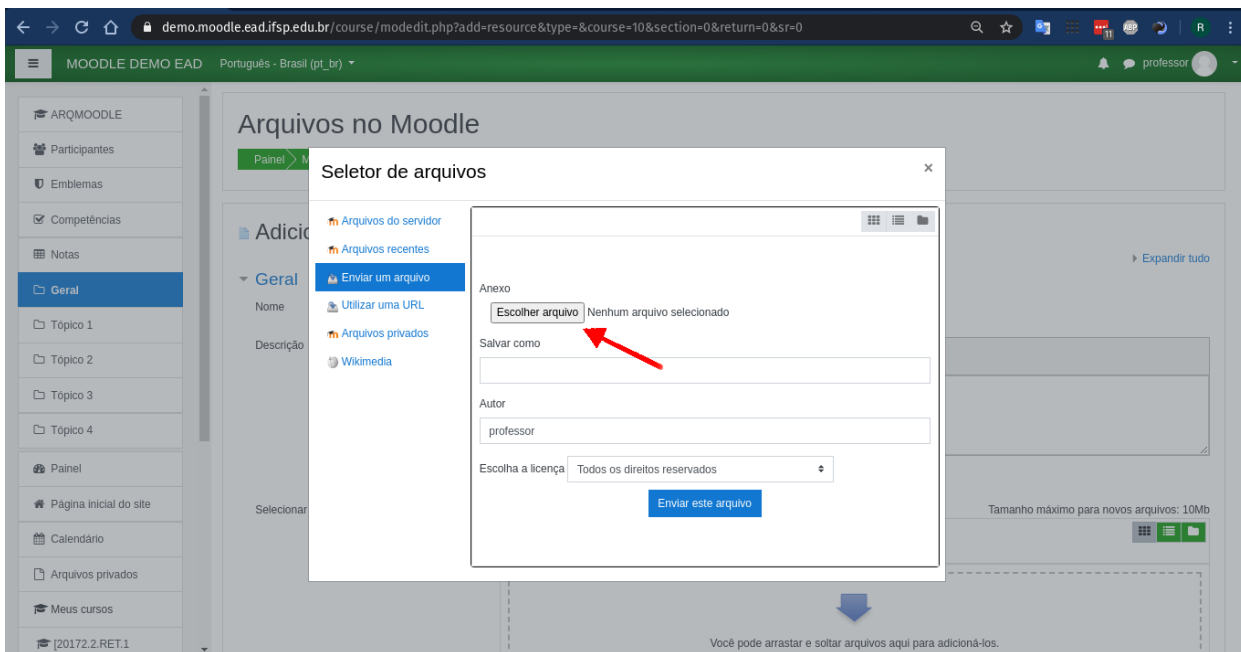 demo.moodle.ead.ifsp.edu.br/course/modedit.php?add=resource&type=&course=10&section=0&return=0&sr=0
11
ABP
R
MOODLE DEMO EAD Português - Brasil (pt_br)
professor
ARQMOODLE
Participantes
Emblemas
Competências
Notas
Geral
Tópico 1
Tópico 2
Tópico 3
Tópico 4
Painel
Página inicial do site
Calendário
Arquivos privados
Meus cursos
[20172.2.RET.1
Arquivos no Moodle
Painel M
Adici
Expandir tudo
Geral
Nome
Descrição
Selecionar
Tamanho máximo para novos arquivos: 10Mb
Você pode arrastar e soltar arquivos aqui para adicioná-los.
Seletor de arquivos ×
Arquivos do servidor
Arquivos recentes
Enviar um arquivo
Utilizar uma URL
Arquivos privados
Wikimedia
Anexo
Escolher arquivo Nenhum arquivo selecionado
Salvar como
Autor
professor
Escolha a licença Todos os direitos reservados
Enviar este arquivo